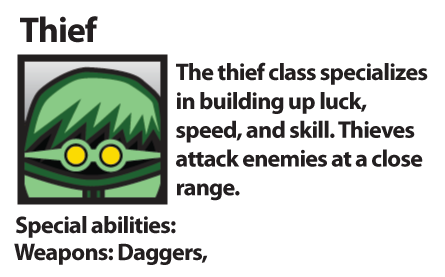 Thief
The thief class specializes
in building up luck,
speed, and skill. Thieves
attack enemies at a close
range.
Special abilities:
Weapons: Daggers,